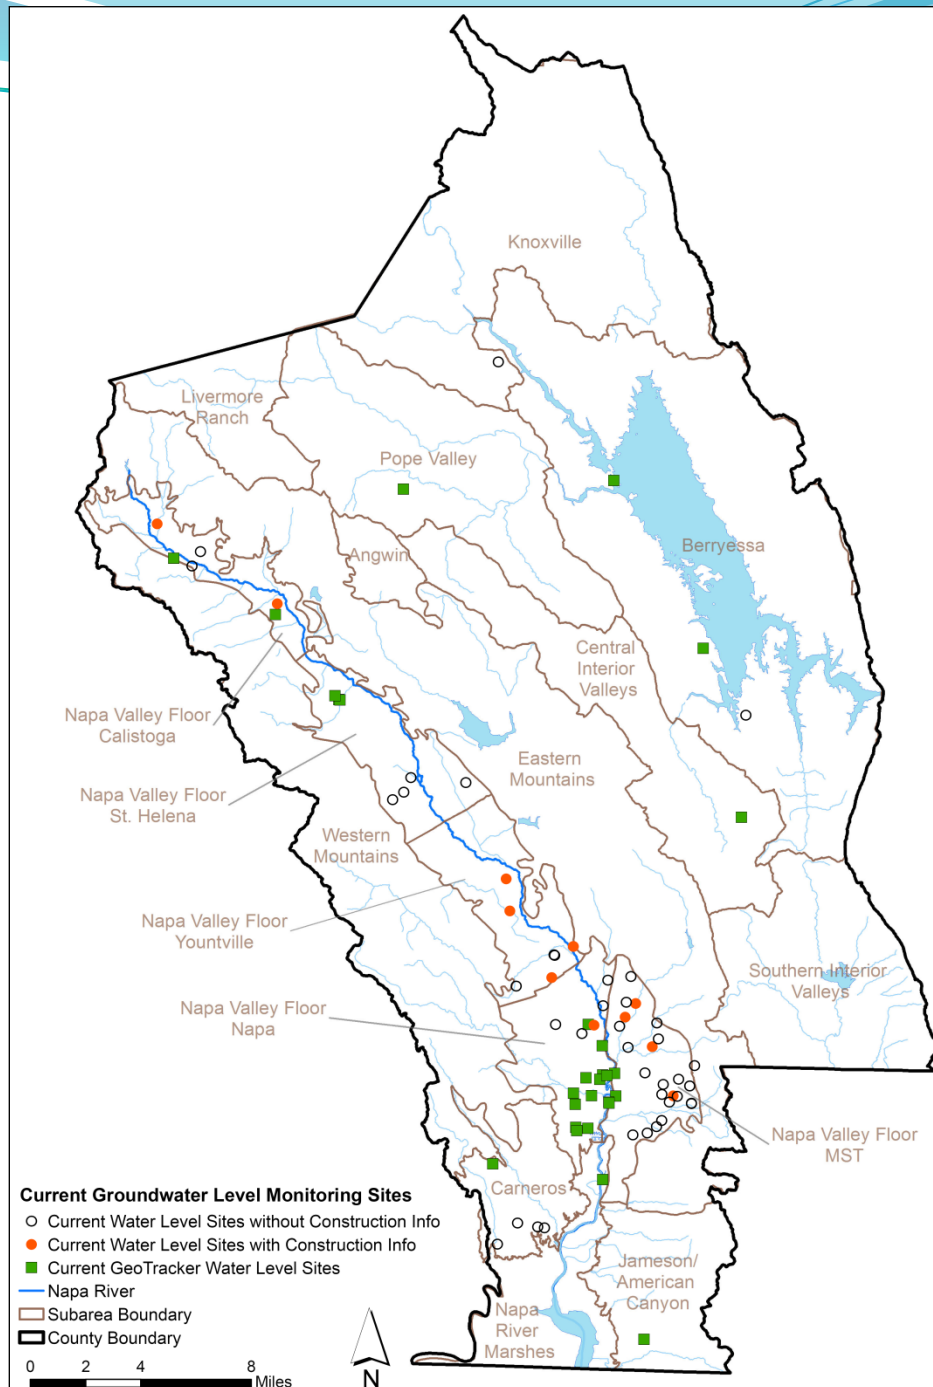 Knoxville
Livermore
Ranch
Pope Valley
Angwin
Berryessa
Central
Interior
Valleys
Napa Valley Floor
Calistoga
Eastern
Mountains
Napa Valley Floor
St. Helena
Western
Mountains
Napa Valley Floor
Yountville
Southern Interior
Valleys
Napa Valley Floor
Napa
Napa Valley Floor
MST
Carneros
Jameson/
American
Canyon
Napa
River
Marshes
Current Groundwater Level Monitoring Sites
Current Water Level Sites without Construction Info
Current Water Level Sites with Construction Info
Current GeoTracker Water Level Sites
Napa River
Subarea Boundary
County Boundary
0 2 4 8
Miles
N